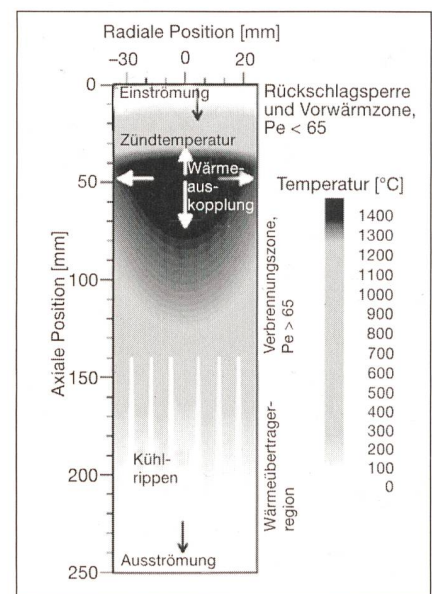 Radiale Position [mm]
−30 0 20
0
50
100
150
200
250
Axiale Position [mm]
Einströmung
Zündtemperatur
Wärme-
aus-
kopplung
Kühl-
rippen
Ausströmung
Rückschlagsperre
und Vorwärmzone,
Pe < 65
Verbrennungszone,
Pe > 65
Wärmeübertrager-
region
Temperatur [°C]
1400
1300
1200
1100
1000
900
800
700
600
500
400
300
200
100
0